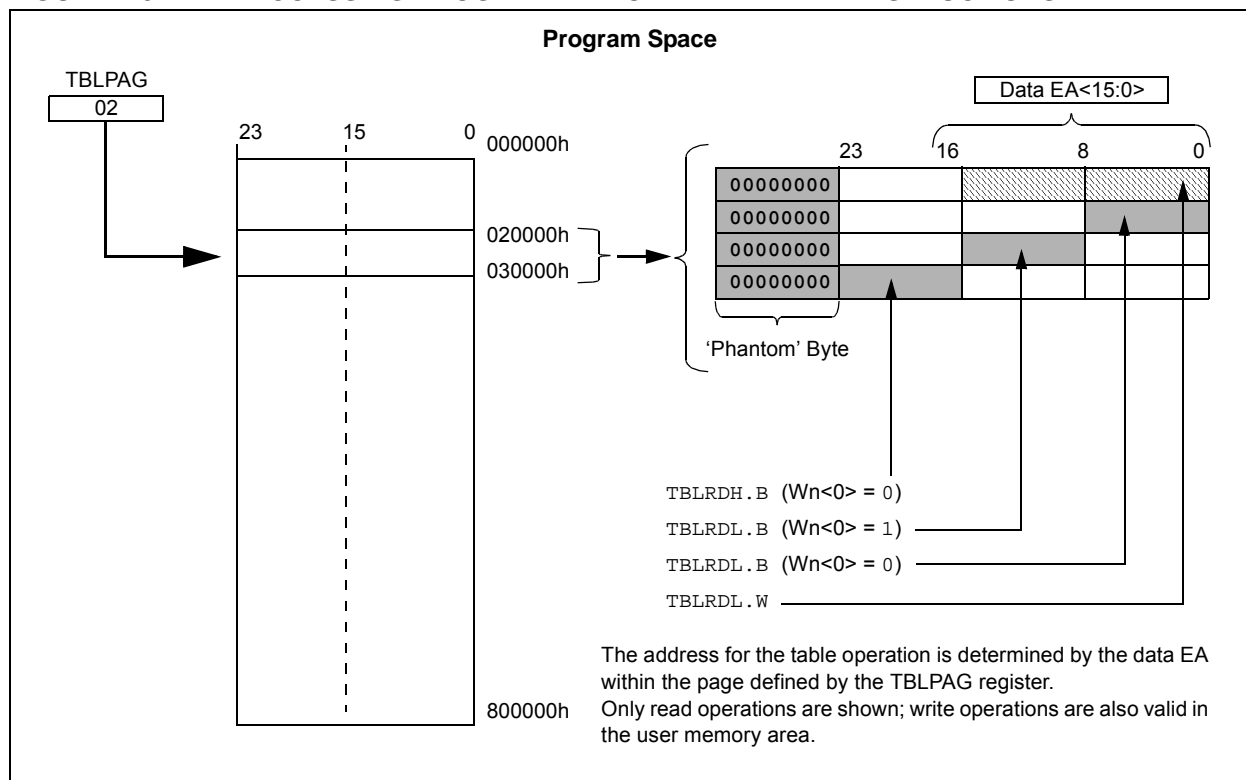 Program Space
TBLPAG
02
Data EA<15:0>
23 15 0
000000h
020000h
030000h
800000h
23 16 8 0
00000000
00000000
00000000
00000000
‘Phantom’ Byte
TBLRDH.B (Wn<0> = 0)
TBLRDL.B (Wn<0> = 1)
TBLRDL.B (Wn<0> = 0)
TBLRDL.W
The address for the table operation is determined by the data EA
within the page defined by the TBLPAG register.
Only read operations are shown; write operations are also valid in
the user memory area.